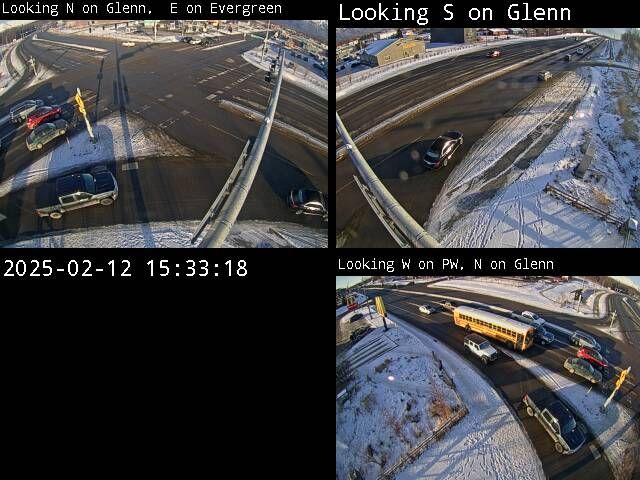 Looking N on Glenn,  E on Evergreen
Looking S on Glenn
2025-02-12 15:33:18
Looking W on PW, N on Glenn